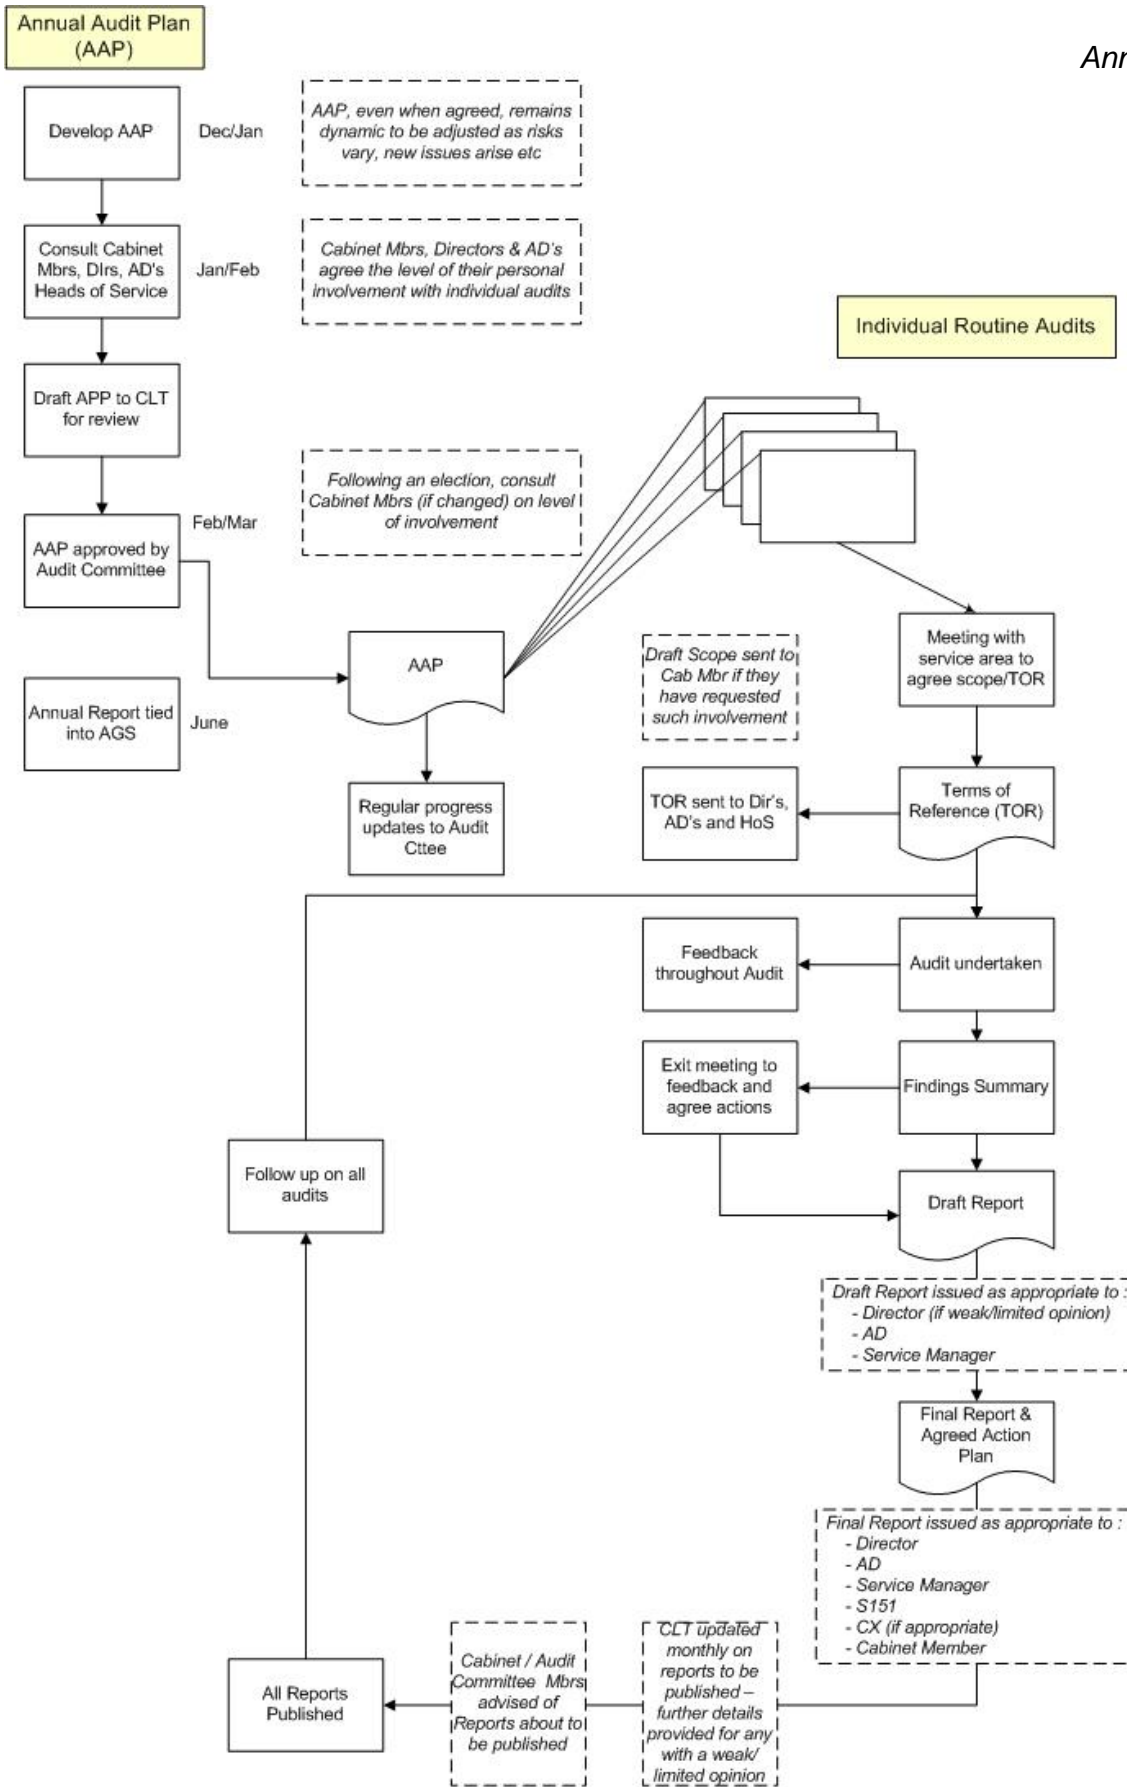 Annual Audit Plan
(AAP)
Ann
Develop AAP
Dec/Jan
AAP, even when agreed, remains
dynamic to be adjusted as risks
vary, new issues arise etc
Consult Cabinet
Mbrs, DIrs, AD's
Heads of Service
Jan/Feb
Cabinet Mbrs, Directors & AD's
agree the level of their personal
involvement with individual audits
Individual Routine Audits
Draft APP to CLT
for review
Following an election, consult
Cabinet Mbrs (if changed) on level
of involvement
Feb/Mar
AAP approved by
Audit Committee
AAP
Draft Scope sent to
Cab Mbr if they
have requested
such involvement
Meeting with
service area to
agree scope/TOR
Annual Report tied
into AGS
June
Regular progress
updates to Audit
Cttee
TOR sent to Dir's,
AD's and HoS
Terms of
Reference (TOR)
Feedback
throughout Audit
Audit undertaken
Exit meeting to
feedback and
agree actions
Findings Summary
Follow up on all
audits
Draft Report
Draft Report issued as appropriate to :
- Director (if weak/limited opinion)
- AD
- Service Manager
Final Report &
Agreed Action
Plan
Final Report issued as appropriate to :
- Director
- AD
- Service Manager
- S151
- CX (if appropriate)
- Cabinet Member
All Reports
Published
Cabinet / Audit
Committee Mbrs
advised of
Reports about to
be published
CLT updated
monthly on
reports to be
published –
further details
provided for any
with a weak/
limited opinion